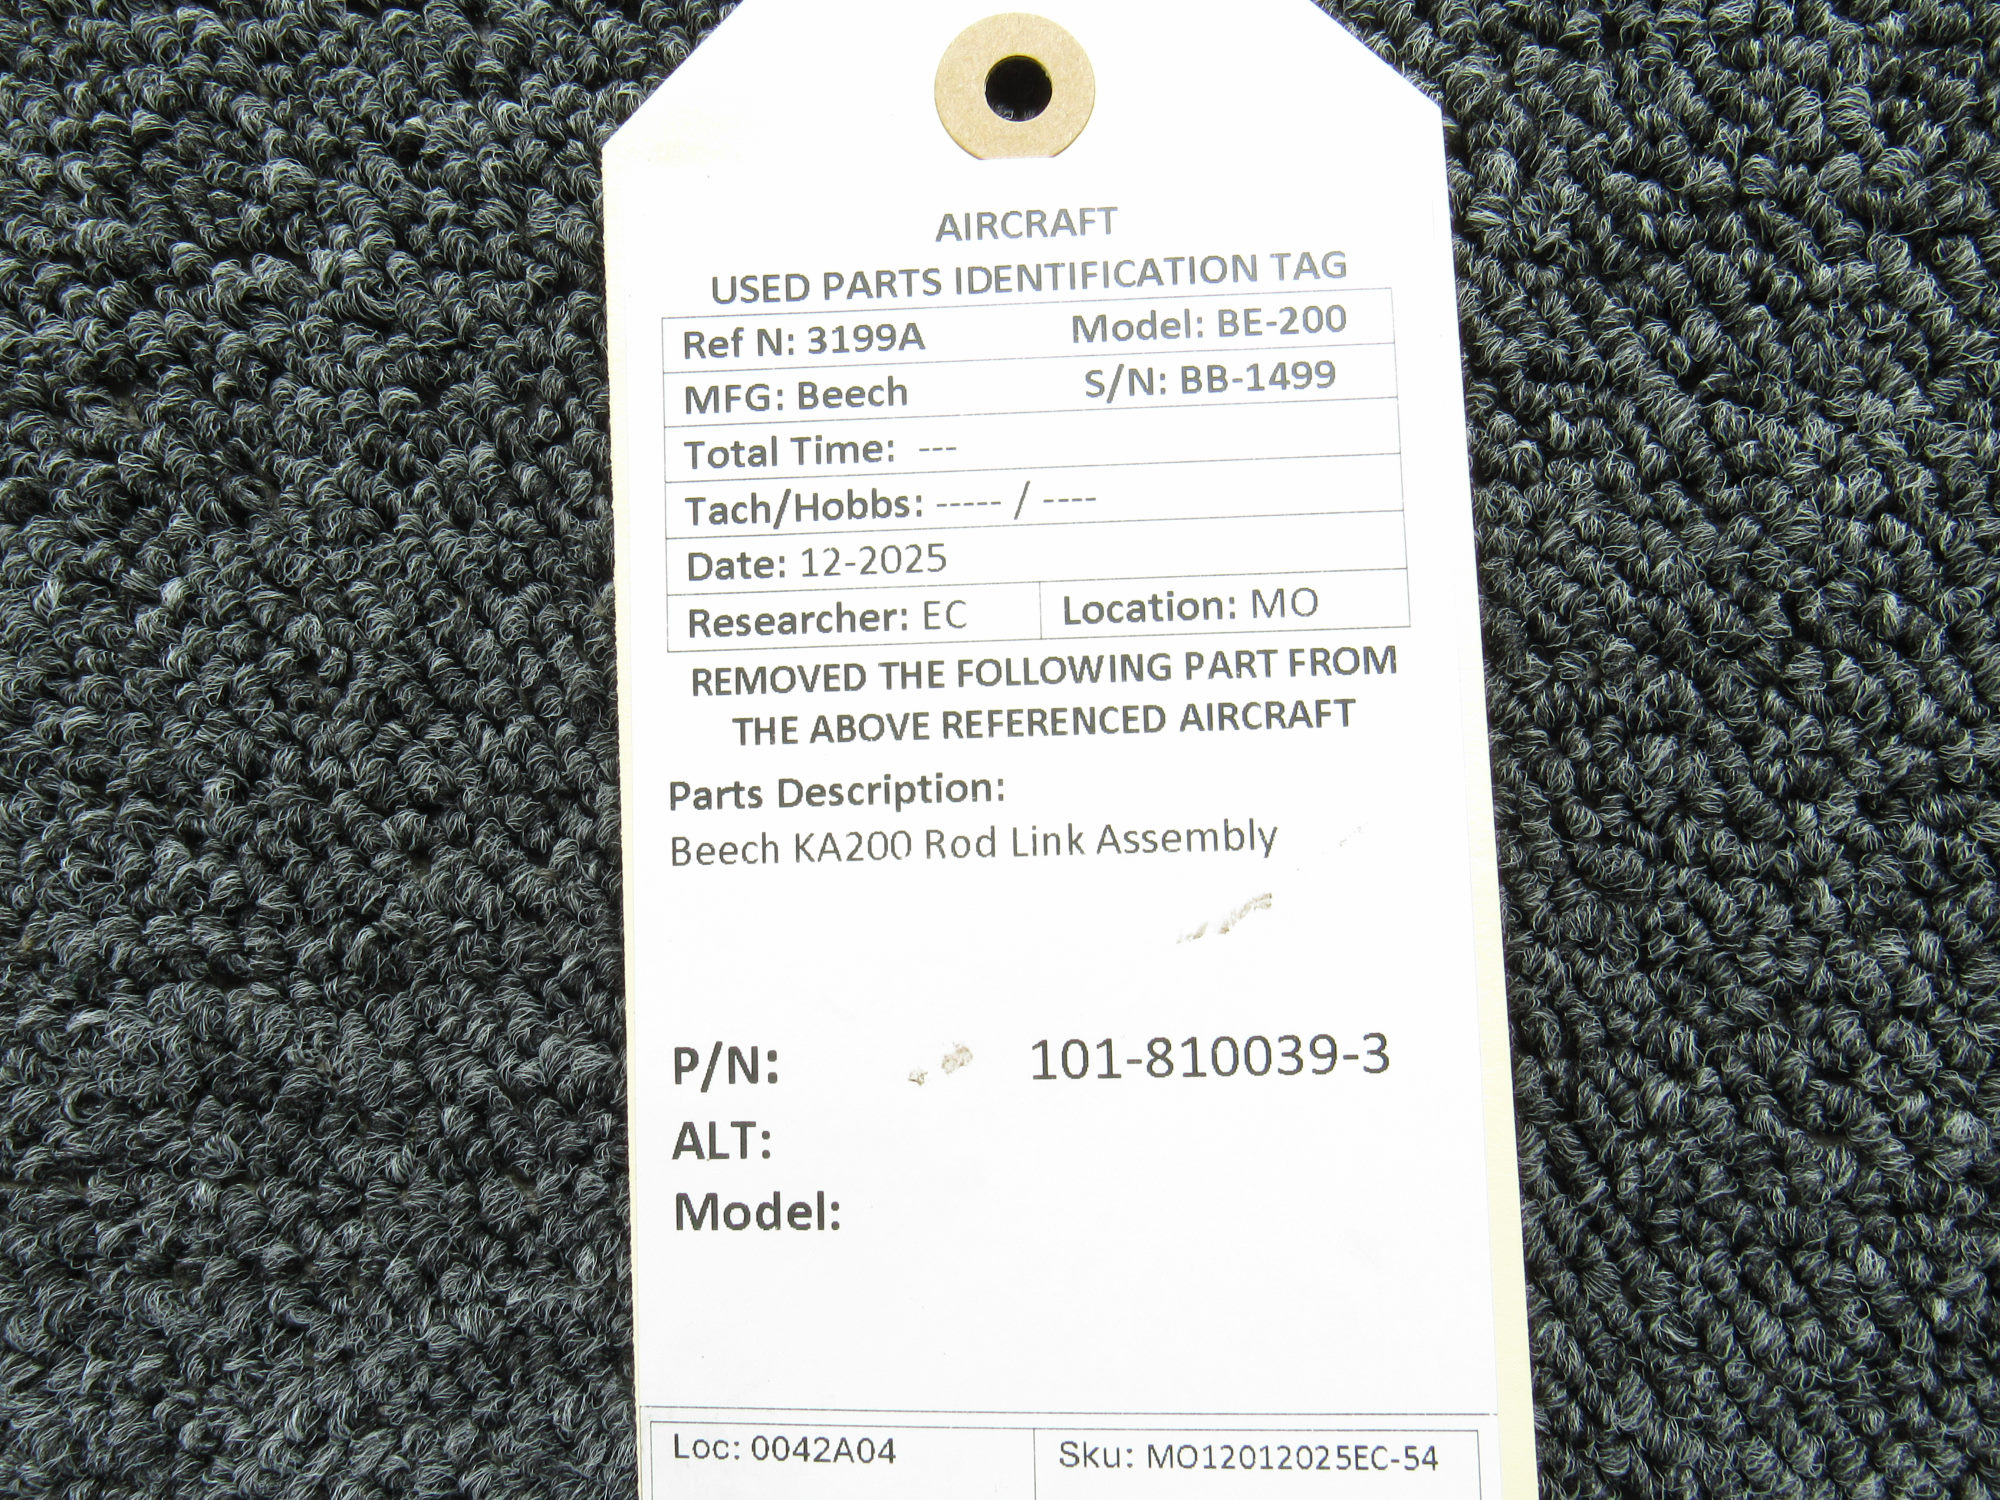 AIRCRAFT
USED PARTS IDENTIFICATION TAG
Ref N: 3199A Model: BE-200
MFG: Beech S/N: BB-1499
Total Time: ---
Tach/Hobbs: ----- / ----
Date: 12-2025
Researcher: EC Location: MO
REMOVED THE FOLLOWING PART FROM
THE ABOVE REFERENCED AIRCRAFT
Parts Description:
Beech KA200 Rod Link Assembly
P/N: 101-810039-3
ALT:
Model:
Loc: 0042A04 Sku: MO12012025EC-54